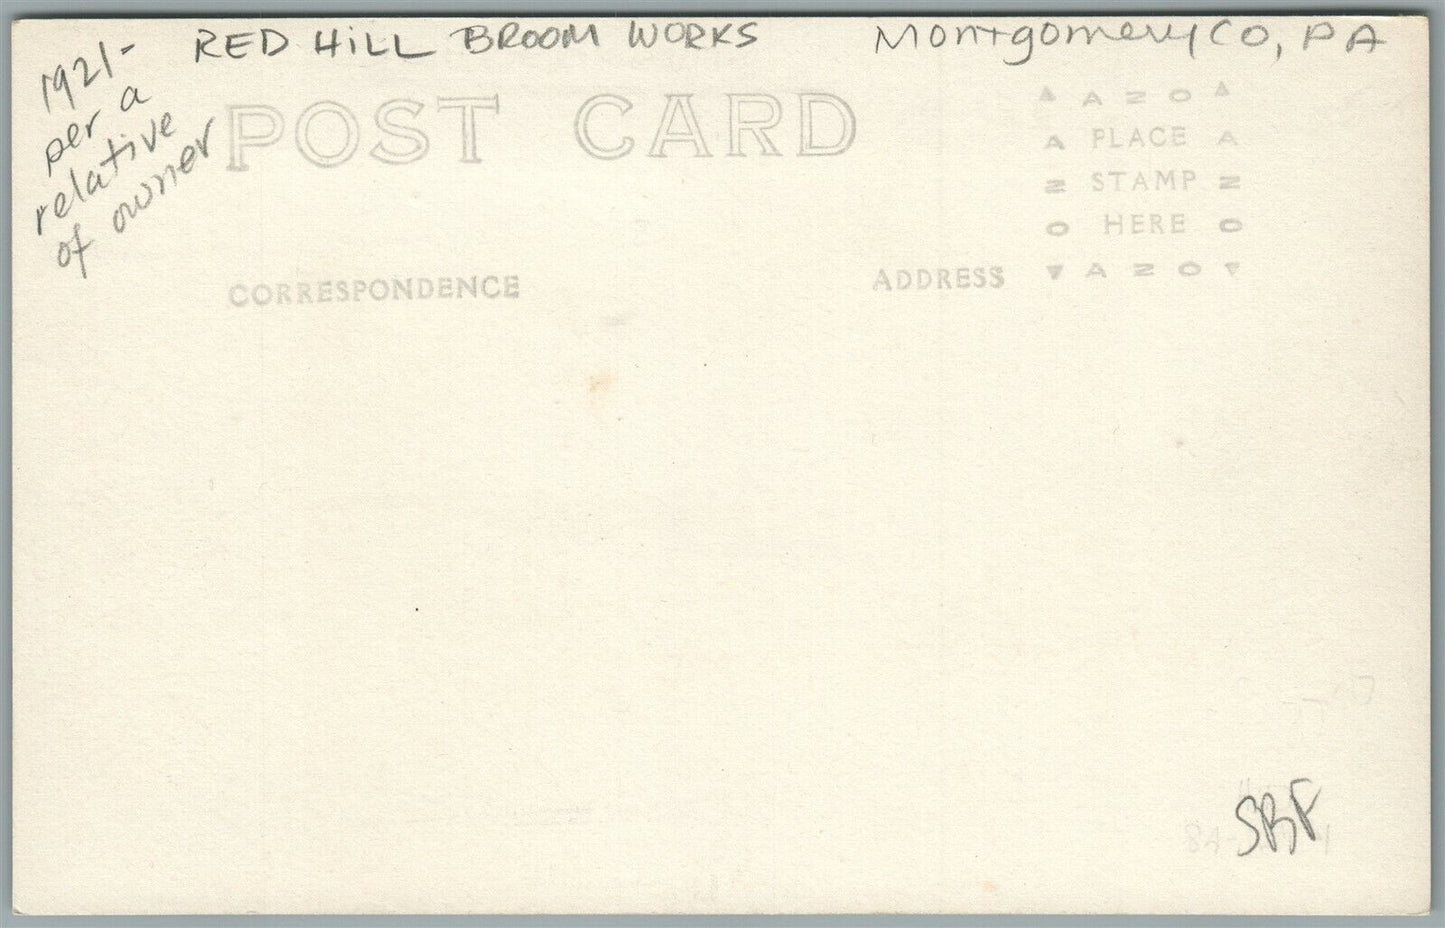 RED HILL BROOM WORKS Montgomery Co, PA
1921-
per a
relative
of owner
POST CARD
AZO
A PLACE A
Z STAMP Z
O HERE O
AZO
CORRESPONDENCE ADDRESS
SBF